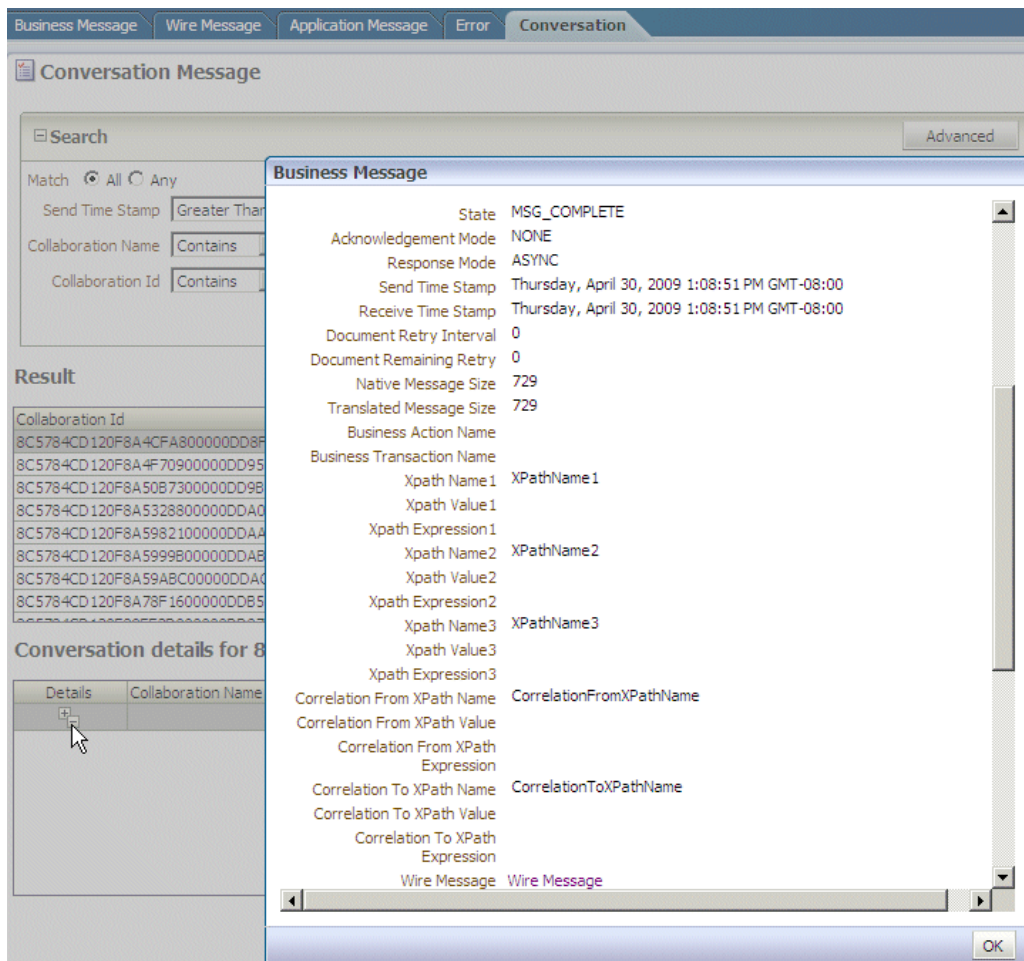 Business Message Wire Message Application Message Error Conversation
Conversation Message
Search
Advanced
Match All Any
Send Time Stamp Greater Than
Collaboration Name Contains
Collaboration Id Contains
Result
Collaboration Id
8C5784CD120F8A4CFA800000DD8F
8C5784CD120F8A4F70900000DD95
8C5784CD120F8A50B7300000DD9B
8C5784CD120F8A5328800000DDA0
8C5784CD120F8A5982100000DDAA
8C5784CD120F8A5999B00000DDAB
8C5784CD120F8A59ABC00000DDAC
8C5784CD120F8A78F1600000DDB5
Conversation details for 8
Details Collaboration Name
Business Message
State MSG_COMPLETE
Acknowledgement Mode NONE
Response Mode ASYNC
Send Time Stamp Thursday, April 30, 2009 1:08:51 PM GMT-08:00
Receive Time Stamp Thursday, April 30, 2009 1:08:51 PM GMT-08:00
Document Retry Interval 0
Document Remaining Retry 0
Native Message Size 729
Translated Message Size 729
Business Action Name
Business Transaction Name
Xpath Name1 XPathName1
Xpath Value1
Xpath Expression1
Xpath Name2 XPathName2
Xpath Value2
Xpath Expression2
Xpath Name3 XPathName3
Xpath Value3
Xpath Expression3
Correlation From XPath Name CorrelationFromXPathName
Correlation From XPath Value
Correlation From XPath
Expression
Correlation To XPath Name CorrelationToXPathName
Correlation To XPath Value
Correlation To XPath
Expression
Wire Message Wire Message
OK